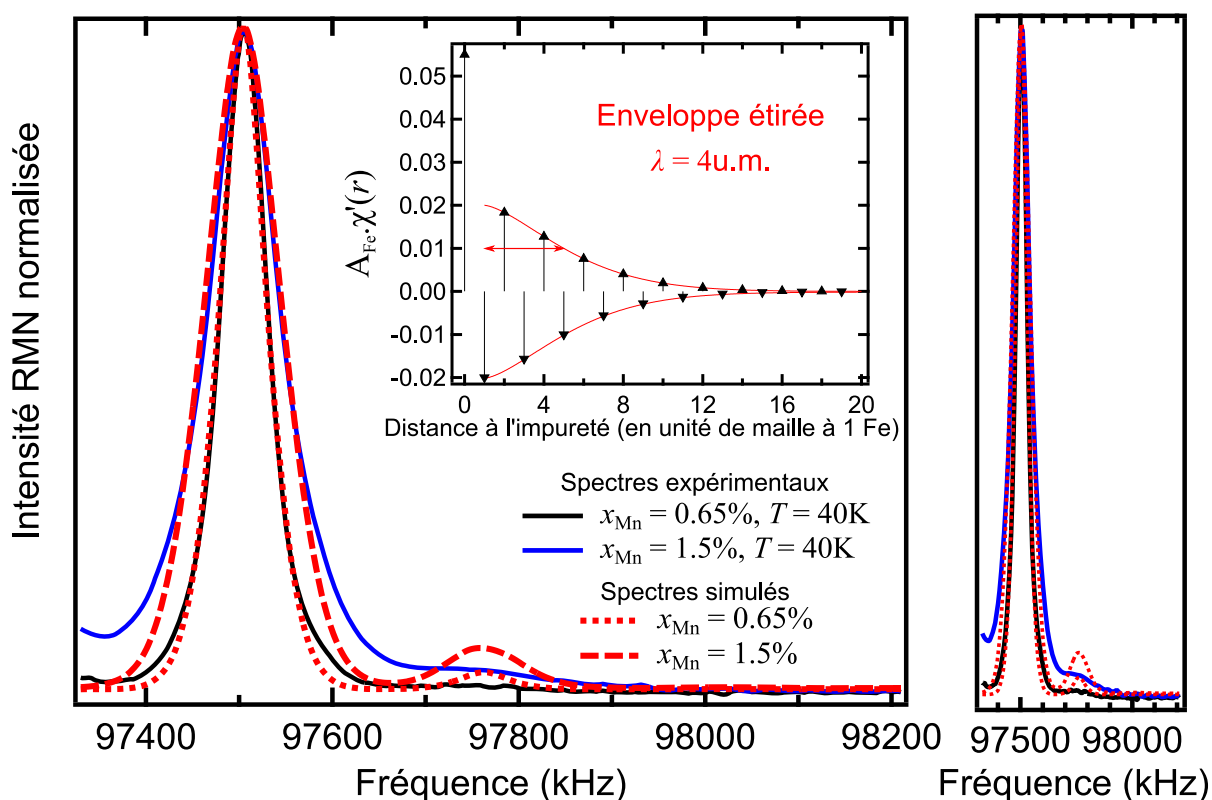 Intensité RMN normalisée
A_Fe.χ'(r)
0.05
0.04
0.03
0.02
0.01
0.00
-0.01
-0.02
Enveloppe étirée
λ = 4u.m.
0 4 8 12 16 20
Distance à l'impureté (en unité de maille à 1 Fe)
Spectres expérimentaux
x_Mn = 0.65%, T = 40K
x_Mn = 1.5%, T = 40K
Spectres simulés
x_Mn = 0.65%
x_Mn = 1.5%
97400 97600 97800 98000 98200
Fréquence (kHz)
97500 98000
Fréquence (kHz)